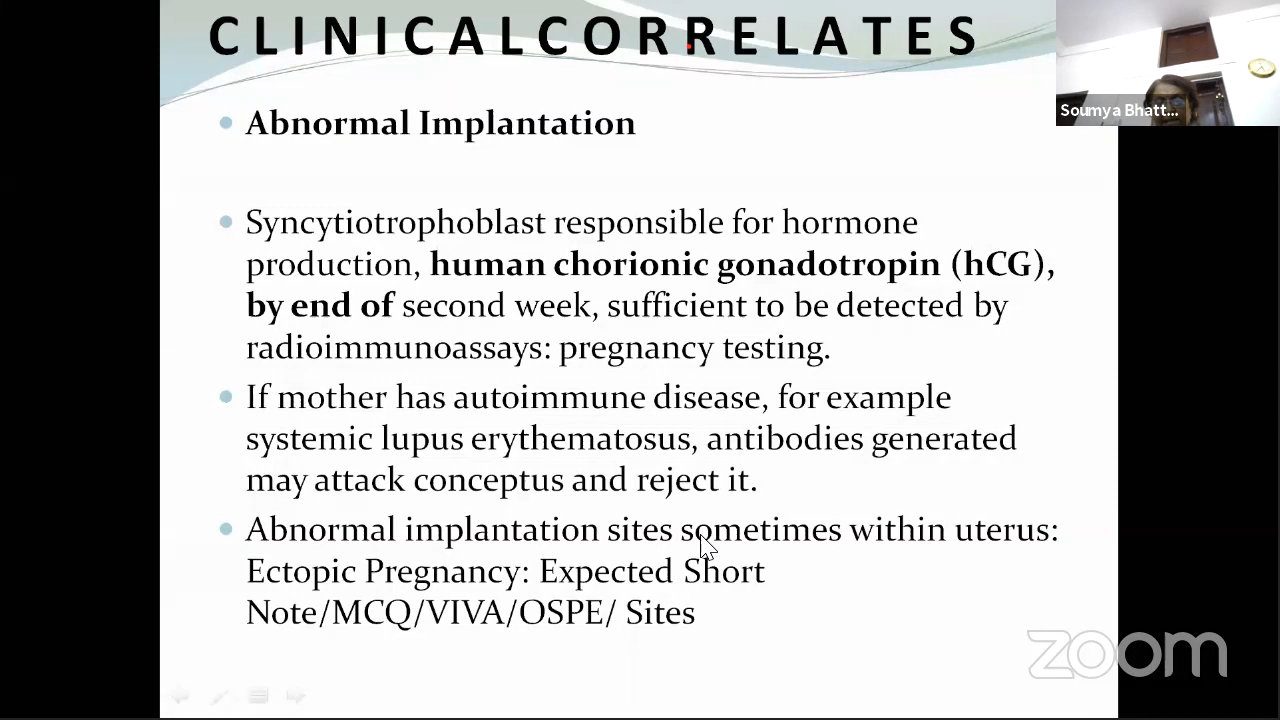 CLINICALCORRELATES
Soumya Bhatt...
Abnormal Implantation
Syncytiotrophoblast responsible for hormone
production, human chorionic gonadotropin (hCG),
by end of second week, sufficient to be detected by
radioimmunoassays: pregnancy testing.
If mother has autoimmune disease, for example
systemic lupus erythematosus, antibodies generated
may attack conceptus and reject it.
Abnormal implantation sites sometimes within uterus:
Ectopic Pregnancy: Expected Short
Note/MCQ/VIVA/OSPE/ Sites
zoom